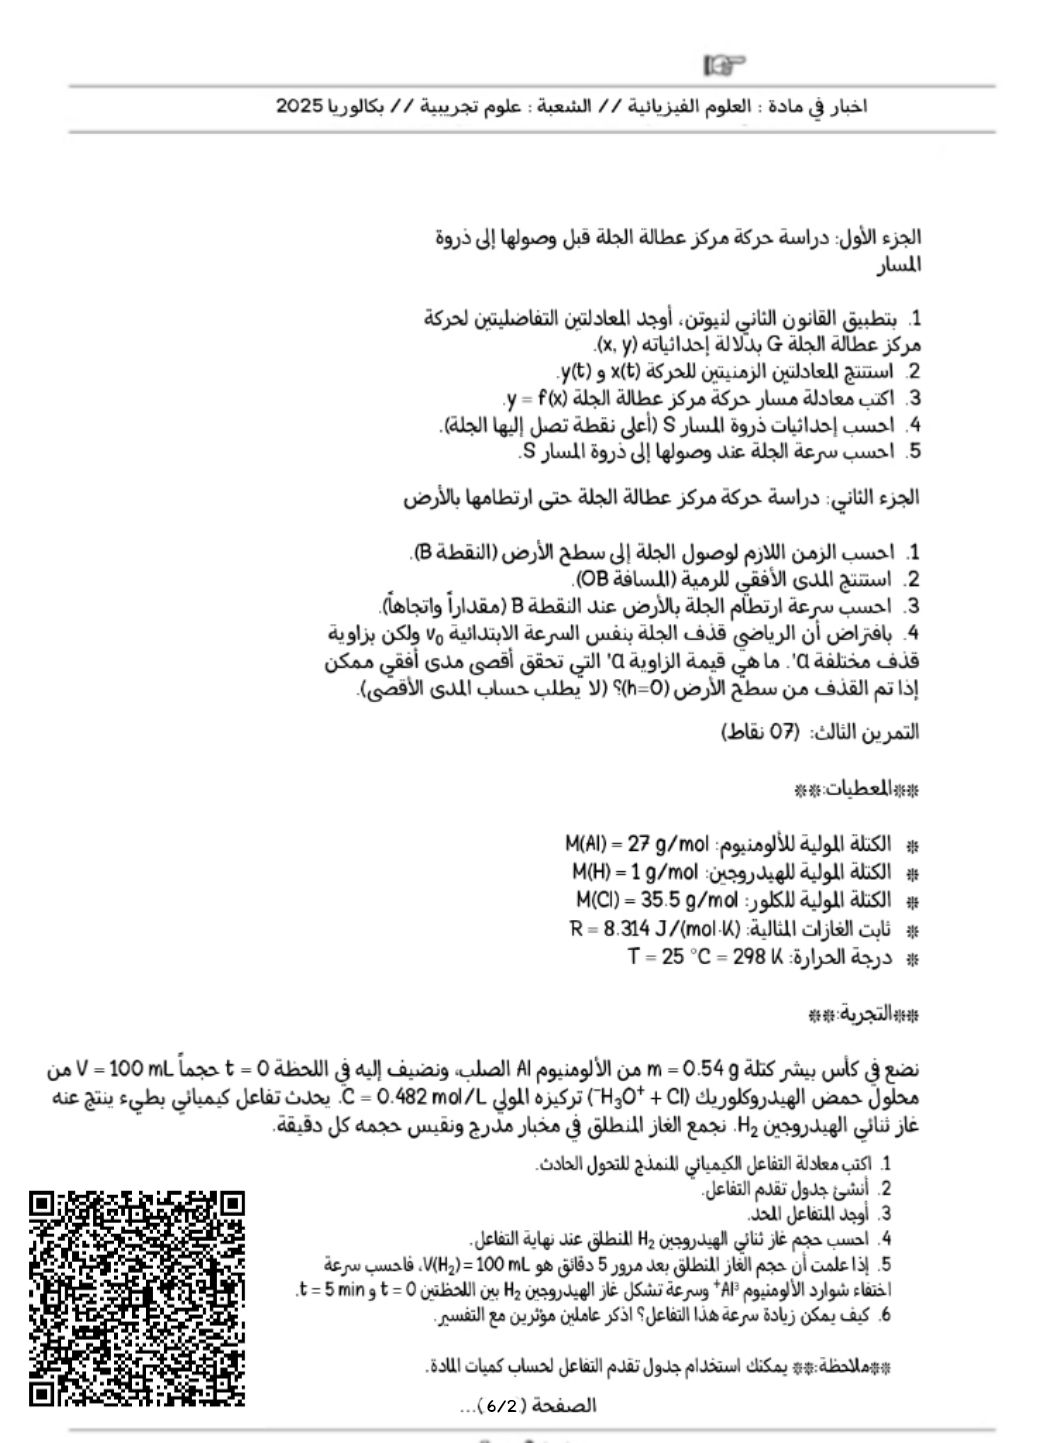 اخبار في مادة : العلوم الفيزيائية // الشعبة : علوم تجريبية // بكالوريا 2025
الجزء الأول: دراسة حركة مركز عطالة الجلة قبل وصولها إلى ذروة
المسار
1. بتطبيق القانون الثاني لنيوتن، أوجد المعادلتين التفاضليتين لحركة
مركز عطالة الجلة G بدلالة إحداثياته (x, y).
2. استنتج المعادلتين الزمنيتين للحركة x(t) و y(t).
3. اكتب معادلة مسار حركة مركز عطالة الجلة y = f(x).
4. احسب إحداثيات ذروة المسار S (أعلى نقطة تصل إليها الجلة).
5. احسب سرعة الجلة عند وصولها إلى ذروة المسار S.
الجزء الثاني: دراسة حركة مركز عطالة الجلة حتى ارتطامها بالأرض
1. احسب الزمن اللازم لوصول الجلة إلى سطح الأرض (النقطة B).
2. استنتج المدى الأفقي للرمية (المسافة OB).
3. احسب سرعة ارتطام الجلة بالأرض عند النقطة B (مقداراً واتجاهاً).
4. بافتراض أن الرياضي قذف الجلة بنفس السرعة الابتدائية v₀ ولكن بزاوية
قذف مختلفة α'. ما هي قيمة الزاوية α' التي تحقق أقصى مدى أفقي ممكن
إذا تم القذف من سطح الأرض (h=0)؟ (لا يطلب حساب المدى الأقصى).
التمرين الثالث: (07 نقاط)
**المعطيات:**
* الكتلة المولية للألومنيوم: M(Al) = 27 g/mol
* الكتلة المولية للهيدروجين: M(H) = 1 g/mol
* الكتلة المولية للكلور: M(Cl) = 35.5 g/mol
* ثابت الغازات المثالية: R = 8.314 J/(mol·K)
* درجة الحرارة: T = 25 °C = 298 K
**التجربة:**
نضع في كأس بيشر كتلة m = 0.54 g من الألومنيوم Al الصلب، ونضيف إليه في اللحظة t = 0 حجماً V = 100 mL من
محلول حمض الهيدروكلوريك (H₃O⁺ + Cl⁻) تركيزه المولي C = 0.482 mol/L. يحدث تفاعل كيميائي بطيء ينتج عنه
غاز ثنائي الهيدروجين H₂. نجمع الغاز المنطلق في مخبار مدرج ونقيس حجمه كل دقيقة.
1. اكتب معادلة التفاعل الكيميائي المنمذج للتحول الحادث.
2. أنشئ جدول تقدم التفاعل.
3. أوجد المتفاعل المحد.
4. احسب حجم غاز ثنائي الهيدروجين H₂ المنطلق عند نهاية التفاعل.
5. إذا علمت أن حجم الغاز المنطلق بعد مرور 5 دقائق هو V(H₂) = 100 mL، فاحسب سرعة
اختفاء شوارد الألومنيوم Al³⁺ وسرعة تشكل غاز الهيدروجين H₂ بين اللحظتين t = 0 و t = 5 min.
6. كيف يمكن زيادة سرعة هذا التفاعل؟ اذكر عاملين مؤثرين مع التفسير.
**ملاحظة:** يمكنك استخدام جدول تقدم التفاعل لحساب كميات المادة.
الصفحة (6/2)...